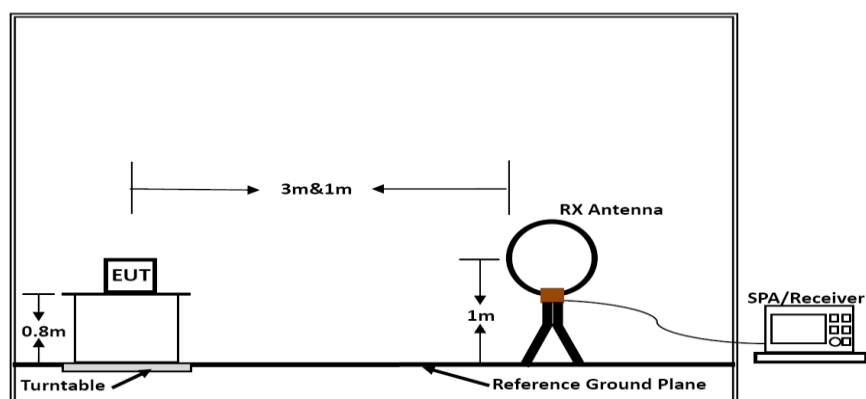 3m&1m
RX Antenna
EUT
SPA/Receiver
0.8m
1m
Turntable
Reference Ground Plane